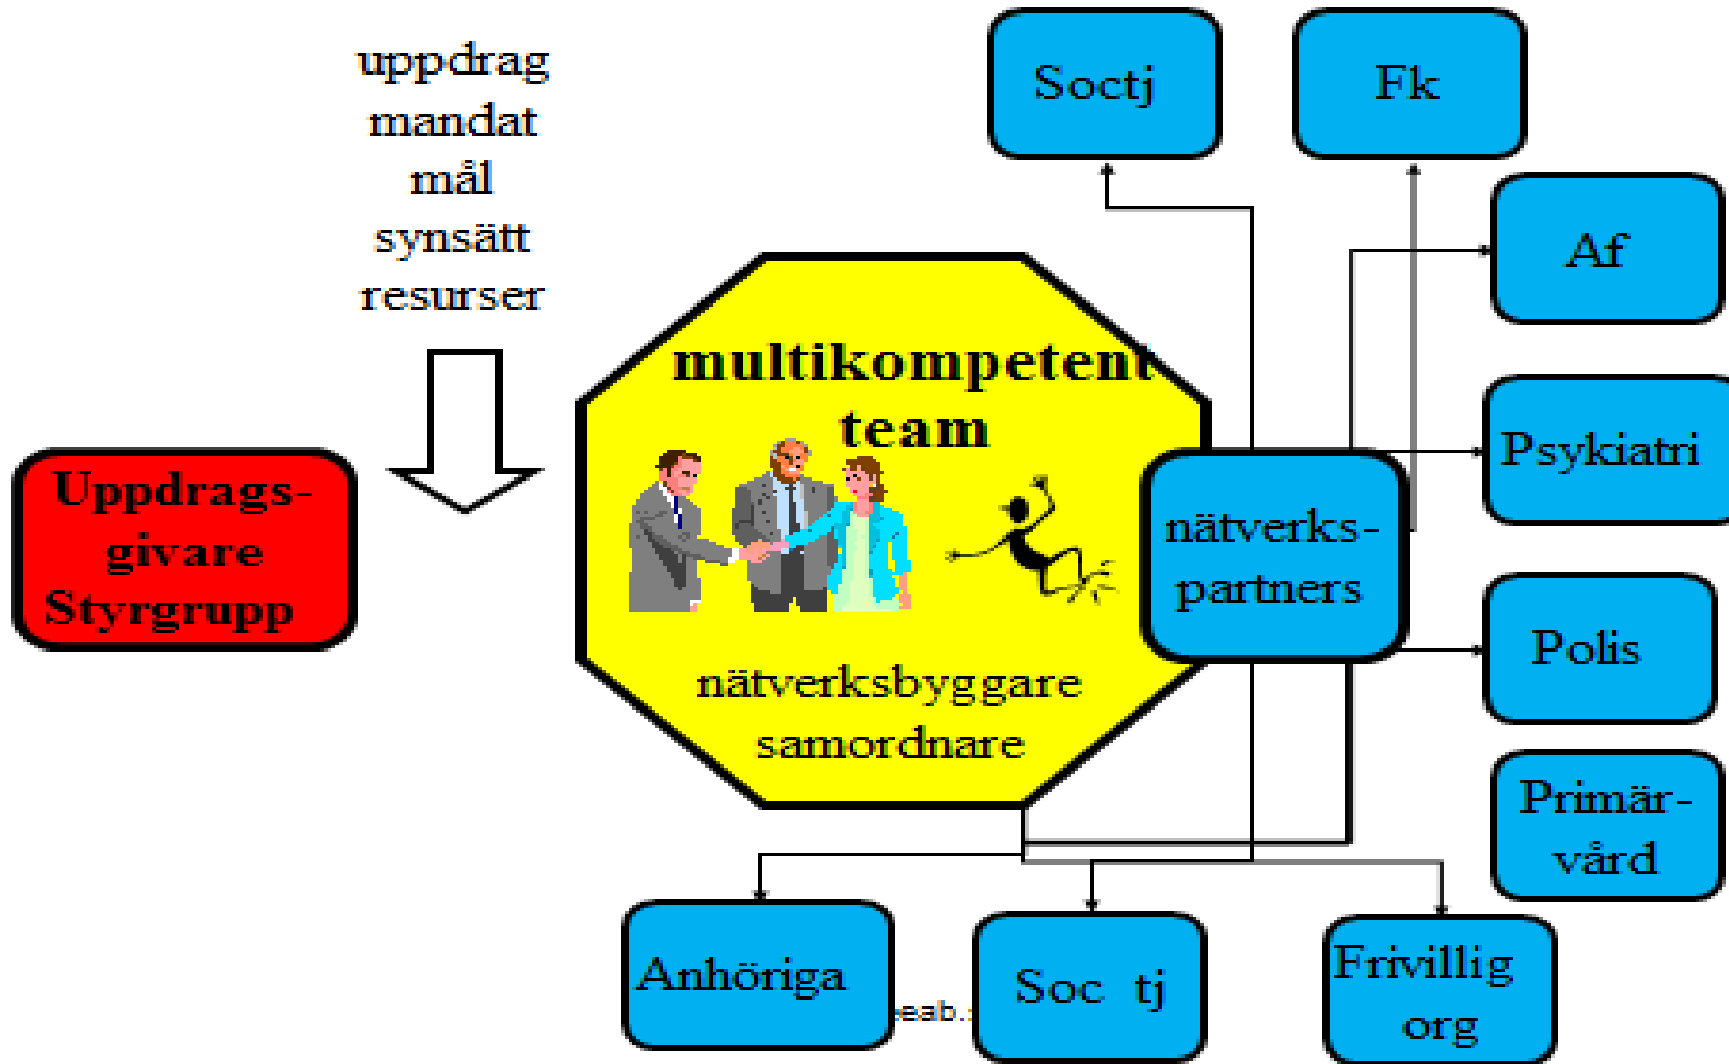 uppdrag
mandat
mål
synsätt
resurser
Soctj
Fk
Af
multikompetent
team
Uppdrags-
givare
Styrgrupp
nätverks-
partners
Psykiatri
Polis
nätverksbyggare
samordnare
Primär-
vård
Anhöriga
Soc tj
Frivillig
org